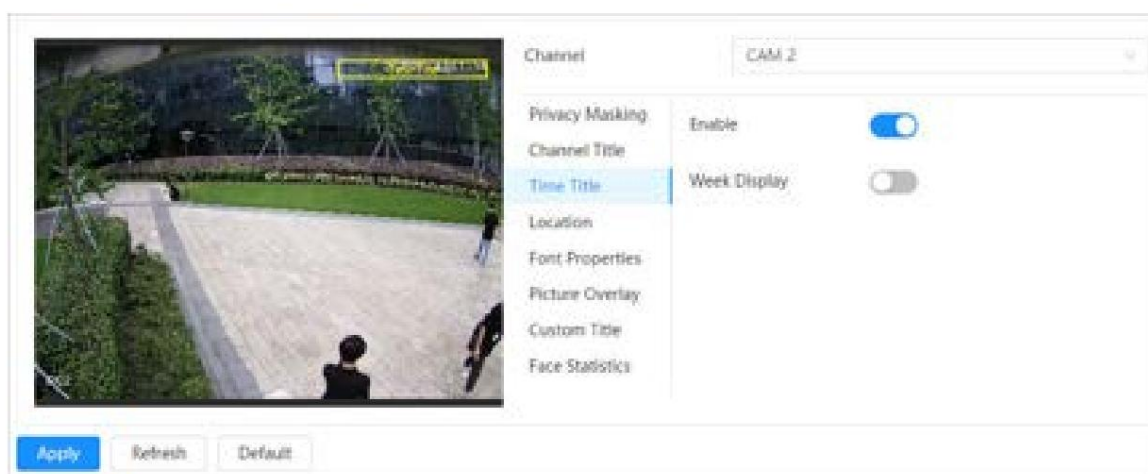 Channel
CAM 2
Privacy Masking
Channel Title
Time Title
Location
Font Properties
Picture Overlay
Custom Title
Face Statistics
Enable
Week Display
Apply
Refresh
Default